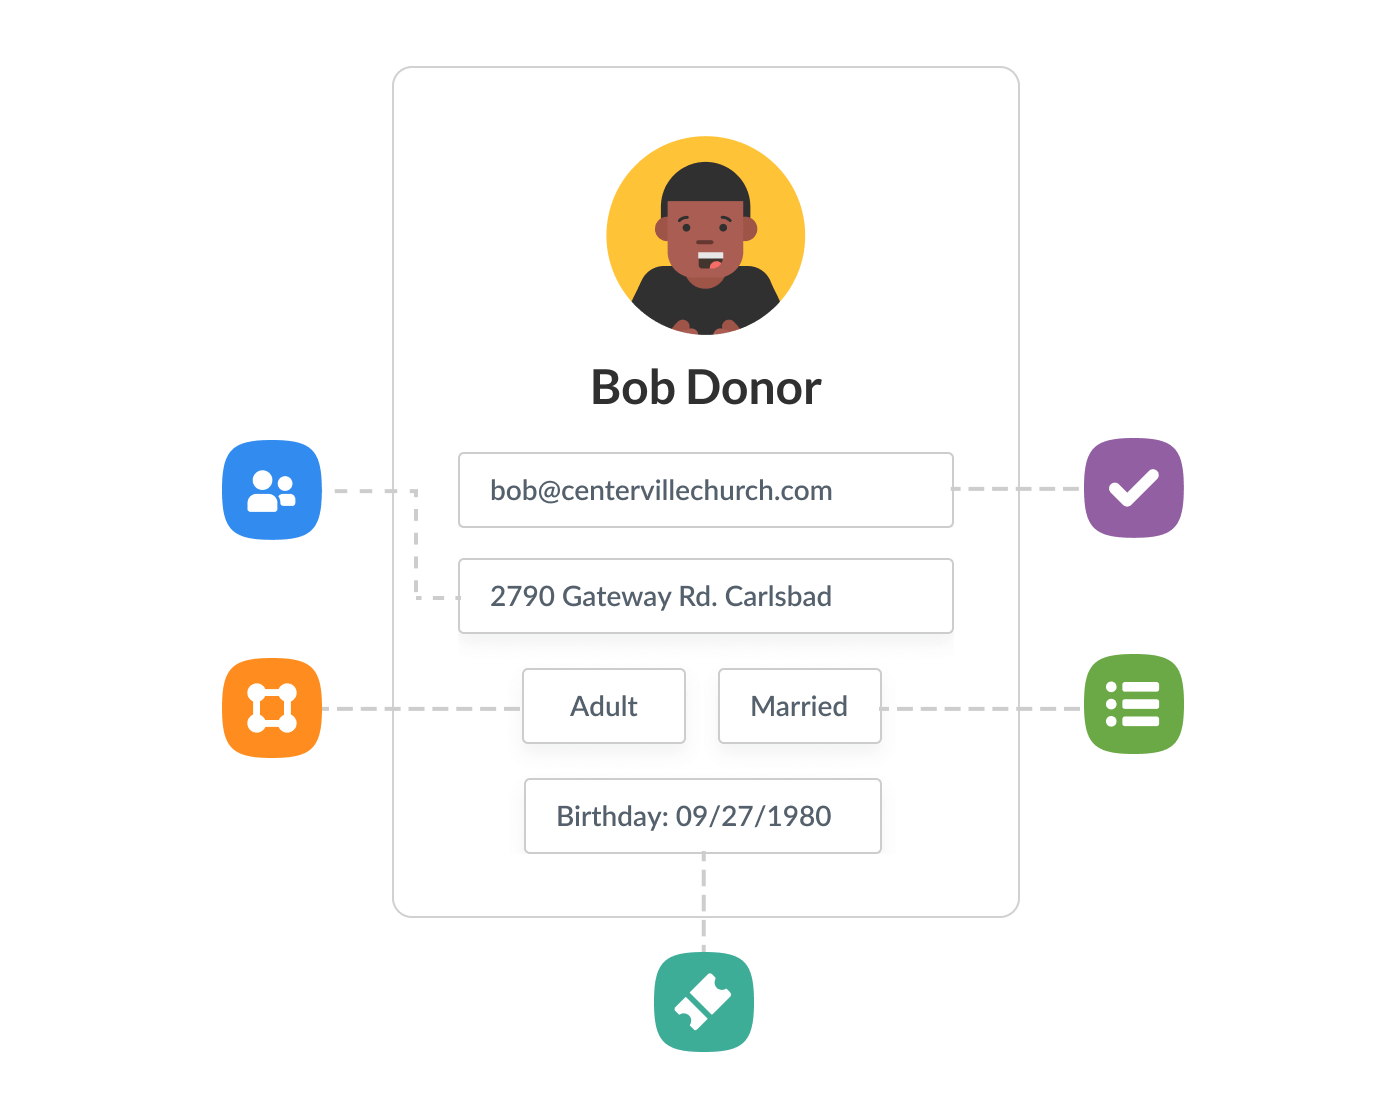 Bob Donor
bob@centervillechurch.com
2790 Gateway Rd. Carlsbad
Adult
Married
Birthday: 09/27/1980